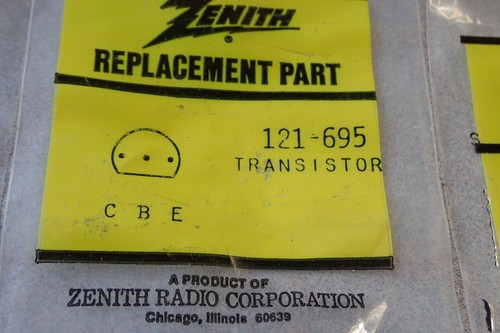 ZENITH
®
REPLACEMENT PART
121-695
TRANSISTOR
C B E
A PRODUCT OF
ZENITH RADIO CORPORATION
Chicago, Illinois 60639
S